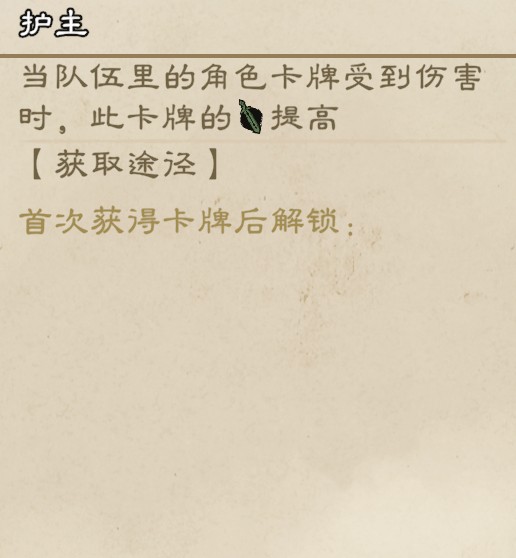 护主
当队伍里的角色卡牌受到伤害
时，此卡牌的提高
【获取途径】
首次获得卡牌后解锁：